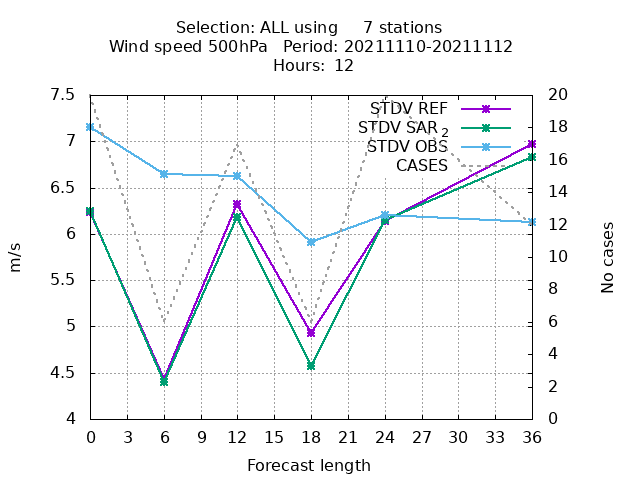 Selection: ALL using     7 stations
Wind speed 500hPa   Period: 20211110-20211112
Hours: 12
7.5
7
6.5
6
5.5
5
4.5
4
m/s
STDV REF
STDV SAR 2
STDV OBS
CASES
20
18
16
14
12
10
8
6
4
2
0
No cases
0 3 6 9 12 15 18 21 24 27 30 33 36
Forecast length